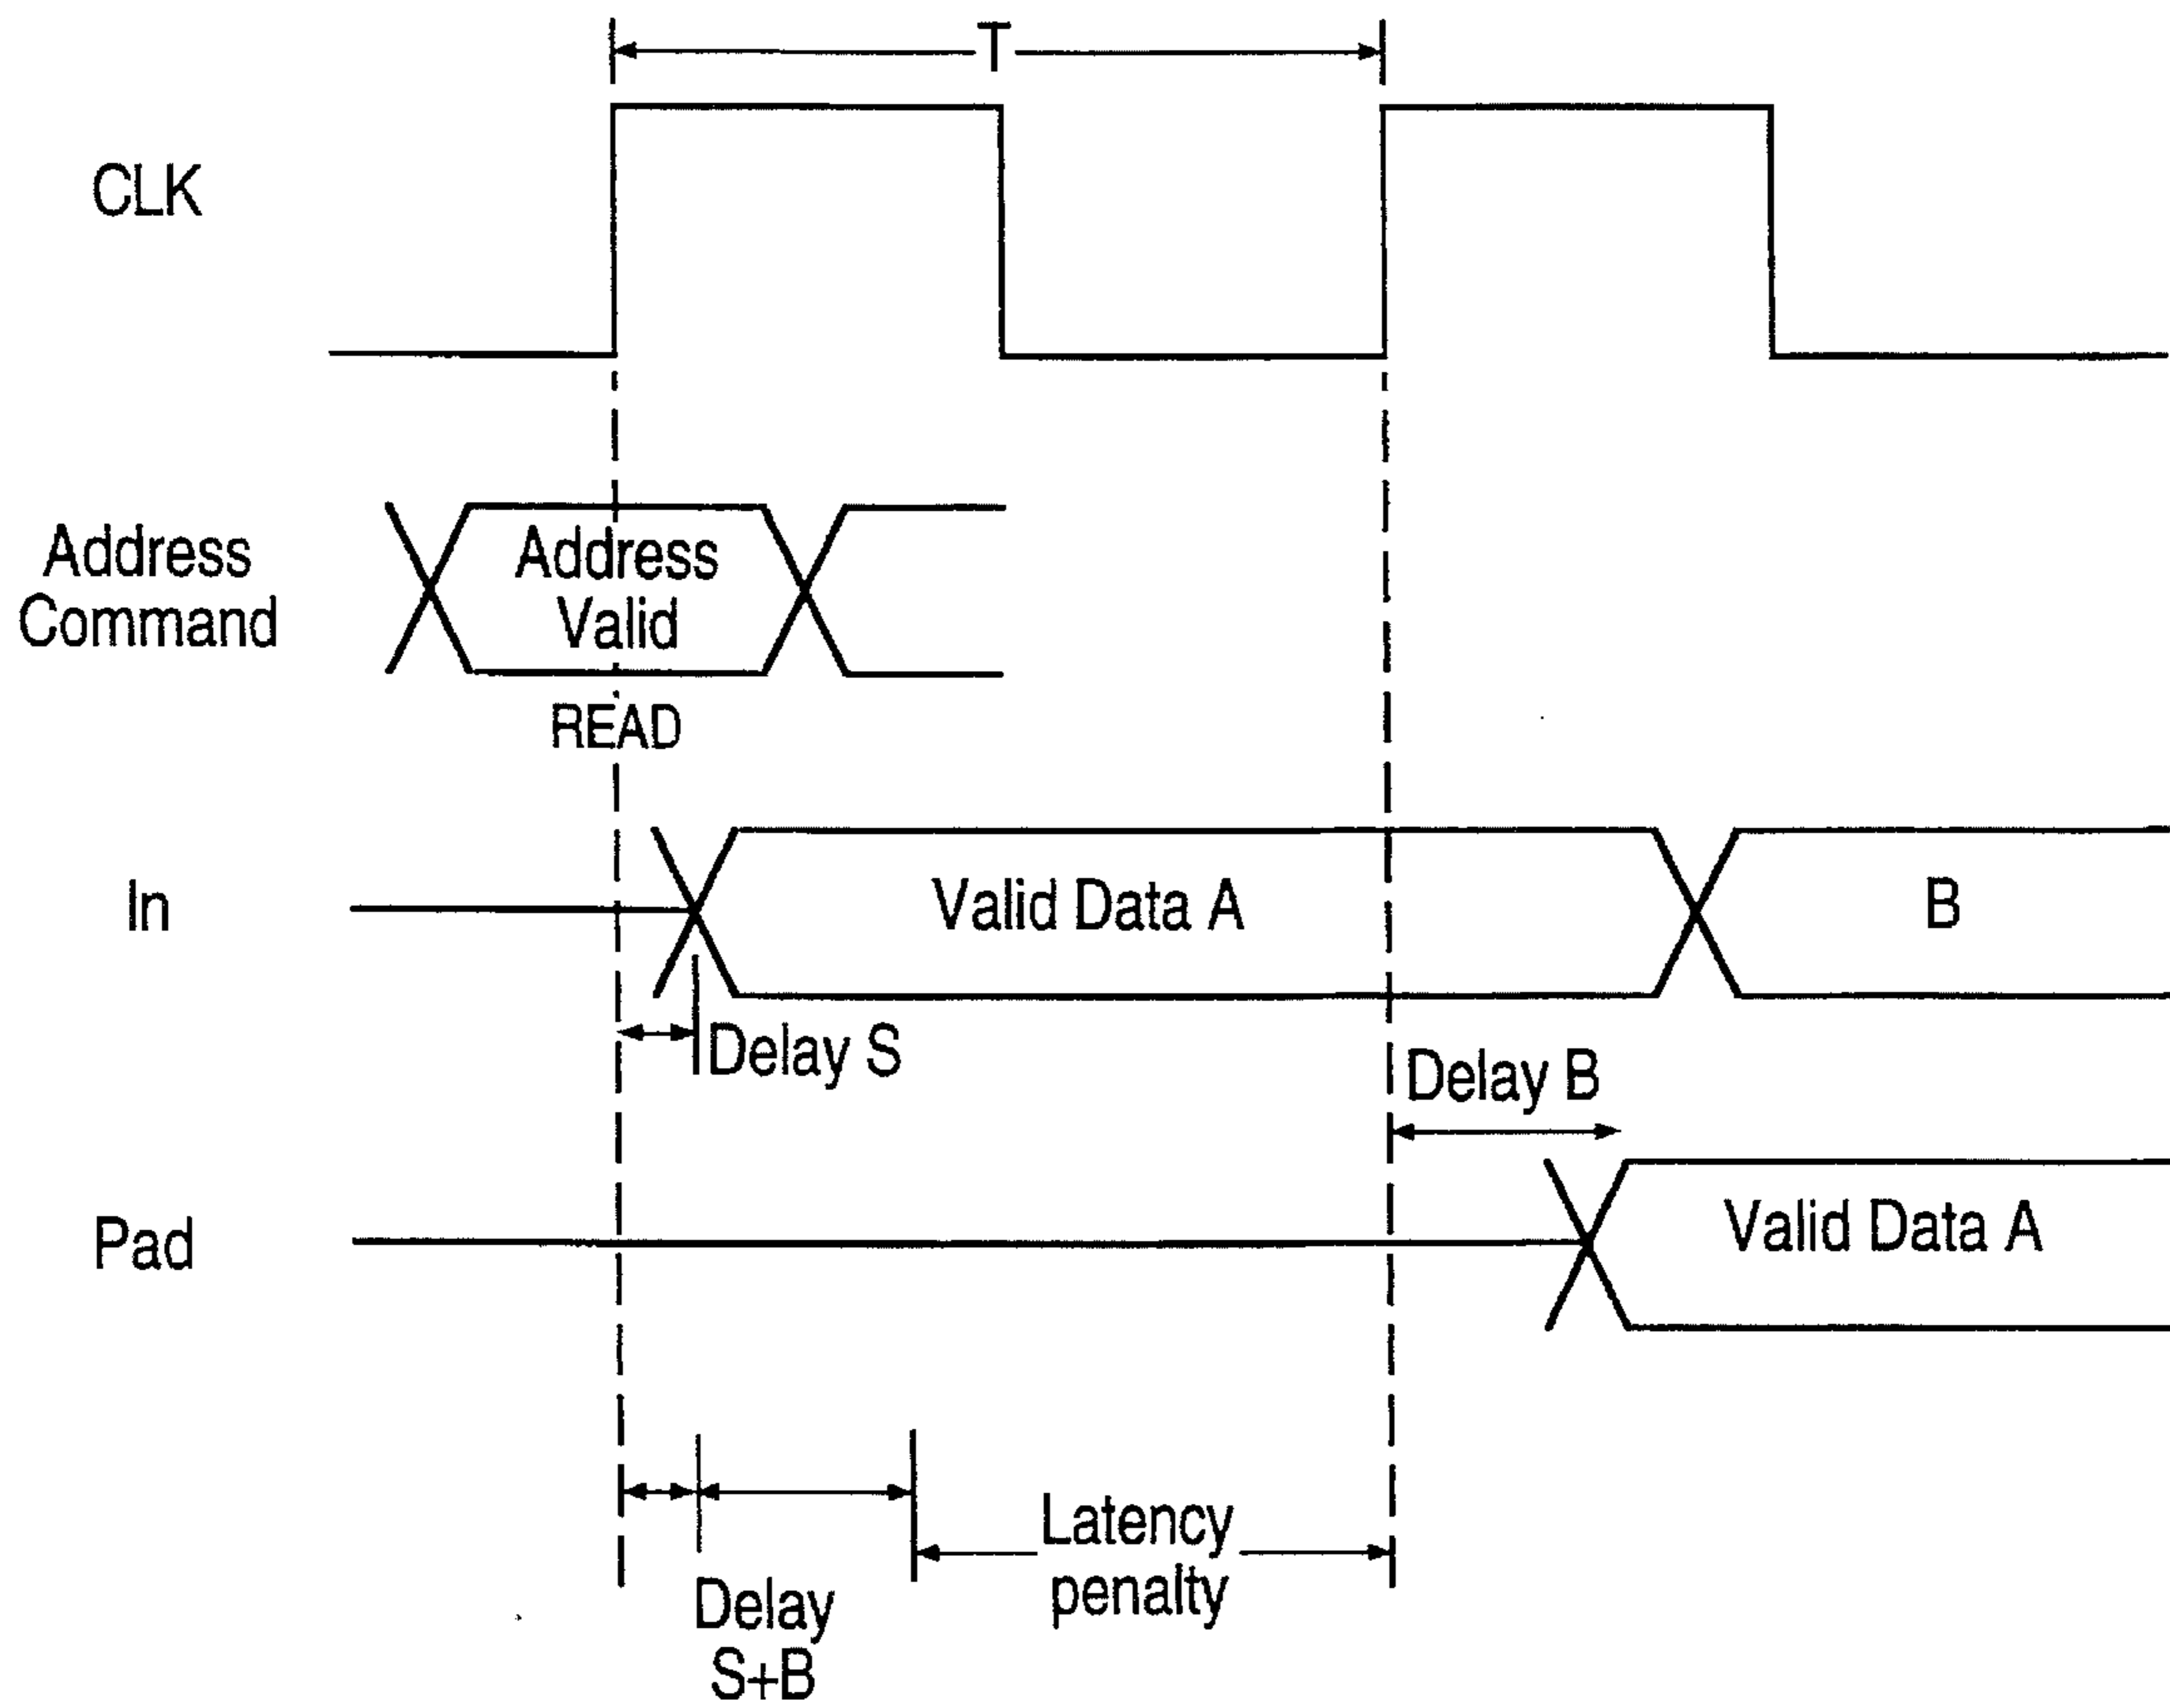 T
CLK
Address
Command
Address
Valid
READ
In
Valid Data A
B
Delay S
Delay B
Pad
Valid Data A
Latency
penalty
Delay
S+B